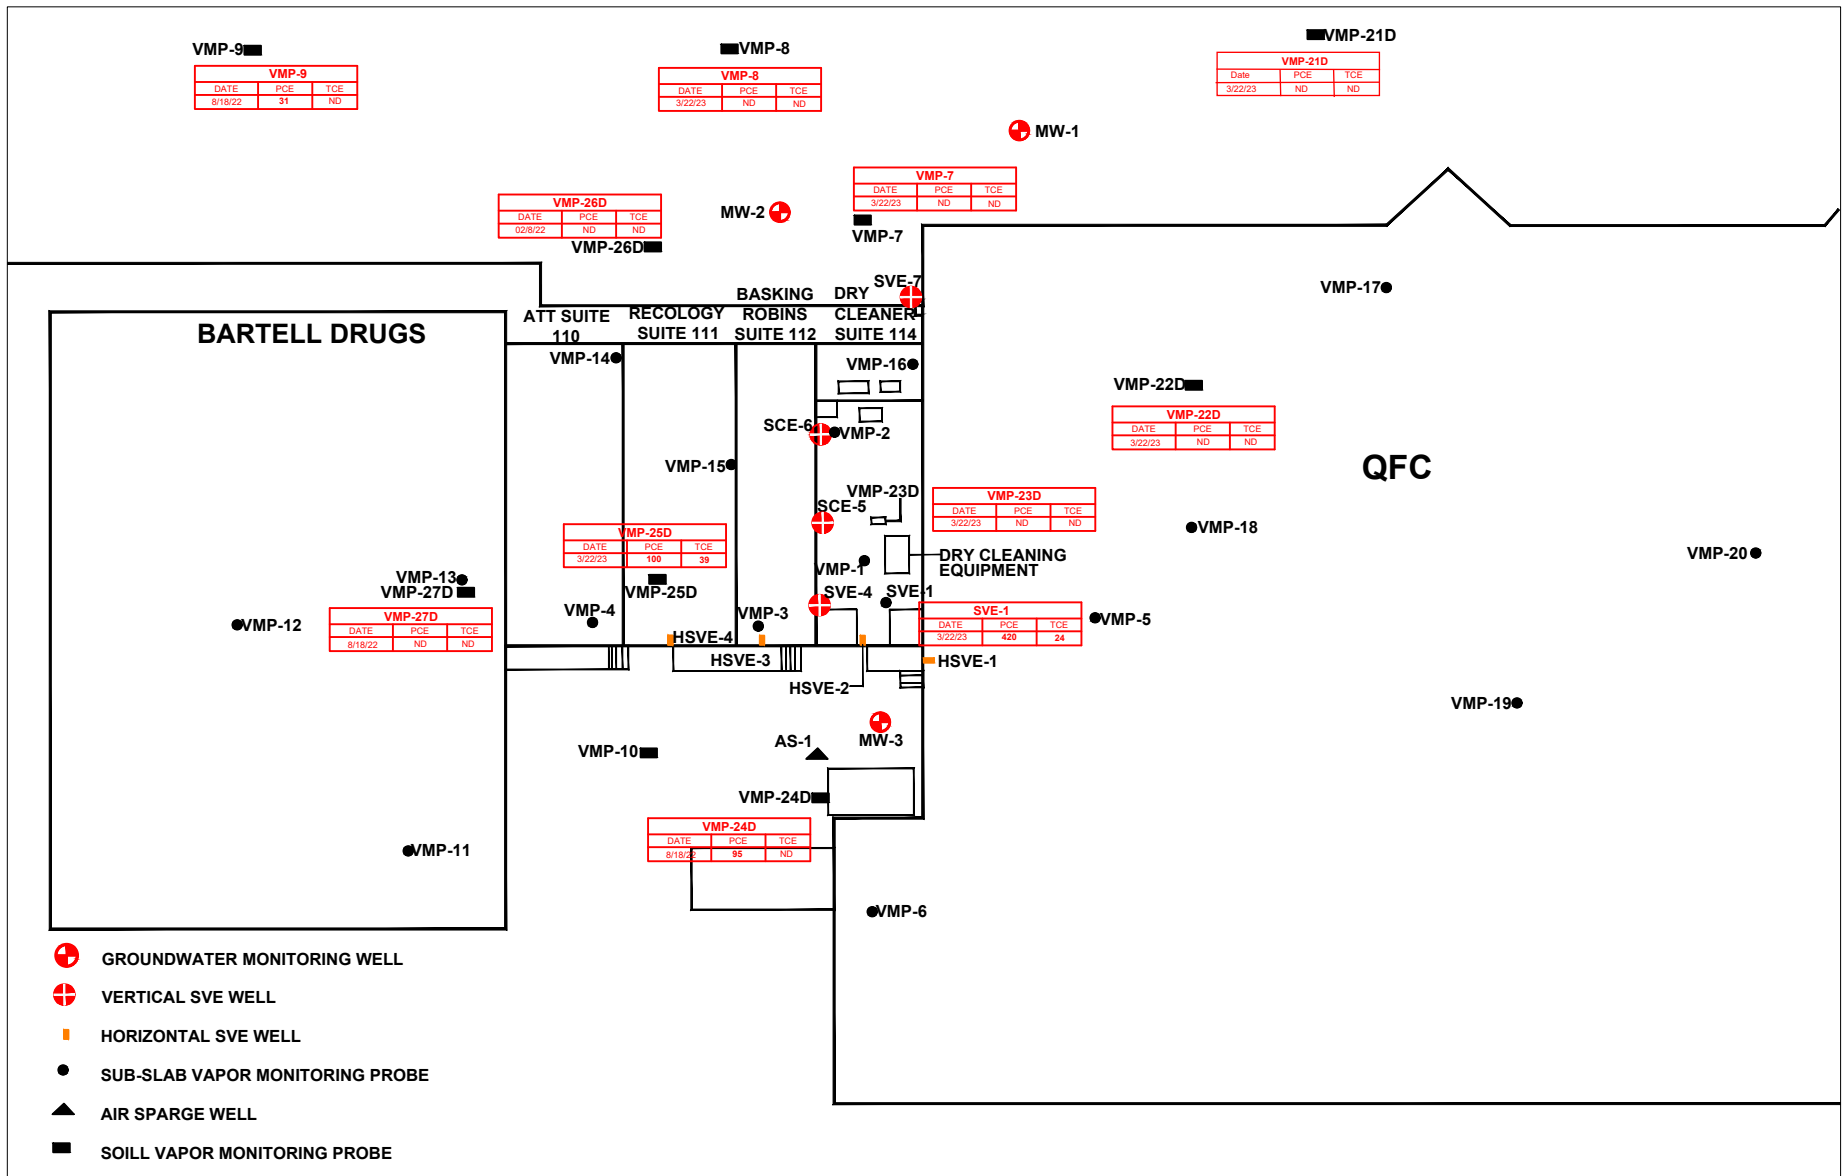 VMP-9
VMP-9
DATE PCE TCE
8/18/22 31 ND
VMP-8
VMP-8
DATE PCE TCE
3/22/23 ND ND
VMP-21D
VMP-21D
Date PCE TCE
3/22/23 ND ND
MW-1
VMP-7
DATE PCE TCE
3/22/23 ND ND
VMP-7
MW-2
VMP-26D
DATE PCE TCE
02/8/22 ND ND
VMP-26D
SVE-7
BARTELL DRUGS
ATT SUITE
110
RECOLOGY
SUITE 111
BASKING
ROBINS
SUITE 112
DRY
CLEANER
SUITE 114
VMP-17
VMP-14
VMP-16
VMP-22D
VMP-22D
DATE PCE TCE
3/22/23 ND ND
SCE-6
VMP-2
QFC
VMP-15
VMP-23D
SCE-5
VMP-23D
DATE PCE TCE
3/22/23 ND ND
VMP-18
VMP-20
VMP-25D
DATE PCE TCE
3/22/23 100 39
VMP-25D
VMP-1
DRY CLEANING
EQUIPMENT
VMP-13
VMP-27D
VMP-27D
DATE PCE TCE
8/18/22 ND ND
VMP-12
VMP-4
VMP-3
SVE-4
SVE-1
SVE-1
DATE PCE TCE
3/22/23 420 24
VMP-5
HSVE-4
HSVE-3
HSVE-2
HSVE-1
VMP-19
MW-3
AS-1
VMP-10
VMP-24D
VMP-24D
DATE PCE TCE
8/18/22 95 ND
VMP-11
VMP-6
GROUNDWATER MONITORING WELL
VERTICAL SVE WELL
HORIZONTAL SVE WELL
SUB-SLAB VAPOR MONITORING PROBE
AIR SPARGE WELL
SOILL VAPOR MONITORING PROBE